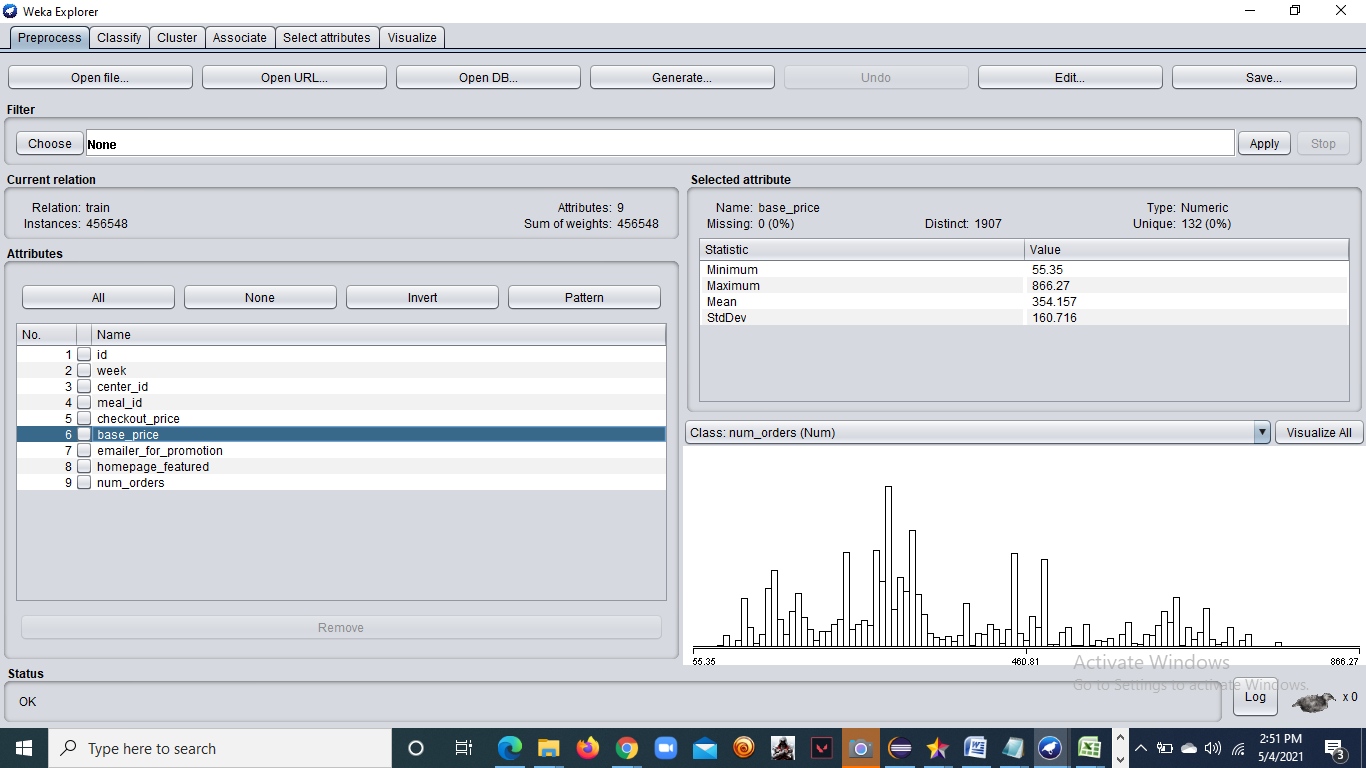 Weka Explorer
Preprocess Classify Cluster Associate Select attributes Visualize
Open file... Open URL... Open DB... Generate... Undo Edit... Save...
Filter
Choose None Apply Stop
Current relation
Relation: train Attributes: 9
Instances: 456548 Sum of weights: 456548
Attributes
All None Invert Pattern
No. Name
1 id
2 week
3 center_id
4 meal_id
5 checkout_price
6 base_price
7 emailer_for_promotion
8 homepage_featured
9 num_orders
Remove
Selected attribute
Name: base_price Type: Numeric
Missing: 0 (0%) Distinct: 1907 Unique: 132 (0%)
Statistic Value
Minimum 55.35
Maximum 866.27
Mean 354.157
StdDev 160.716
Class: num_orders (Num) Visualize All
55.35 460.81 866.27
Activate Windows
Go to Settings to activate Windows.
Status
OK
Log x 0
Type here to search
2:51 PM
5/4/2021
3